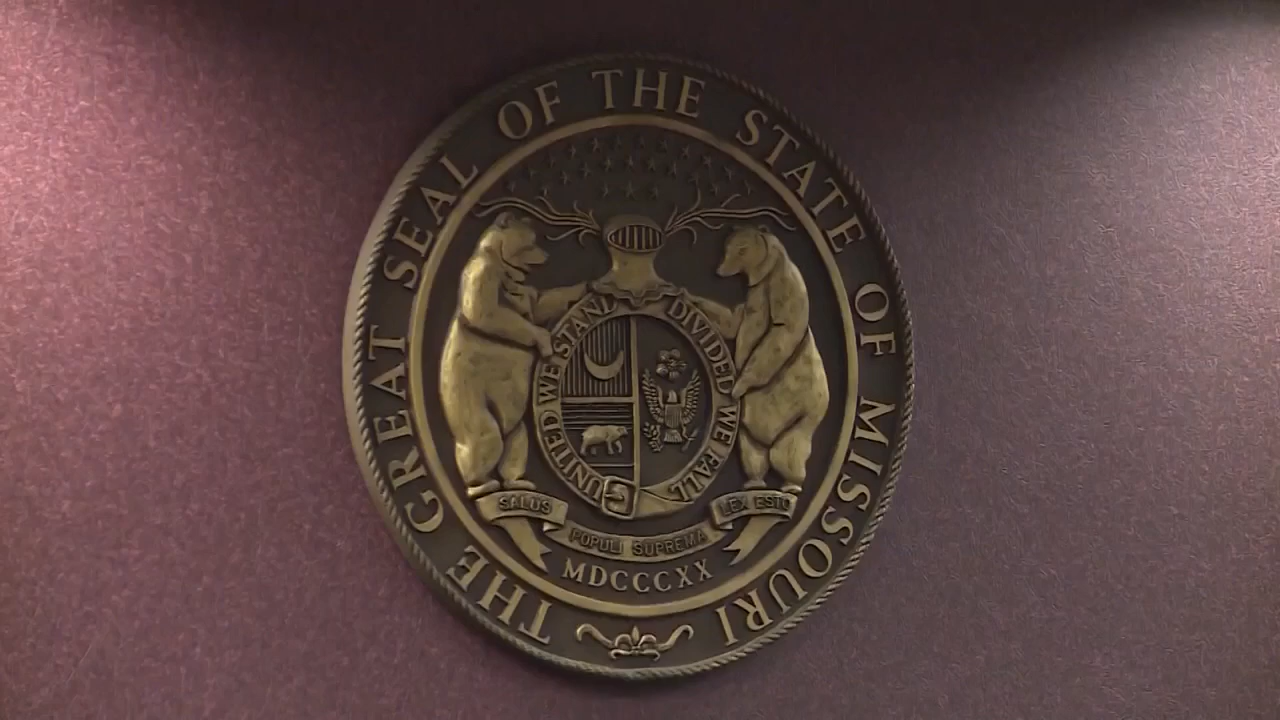 THE GREAT SEAL OF THE STATE OF MISSOURI
UNITED WE STAND DIVIDED WE FALL
SALUS POPULI SUPREMA LEX ESTO
MDCCCXX